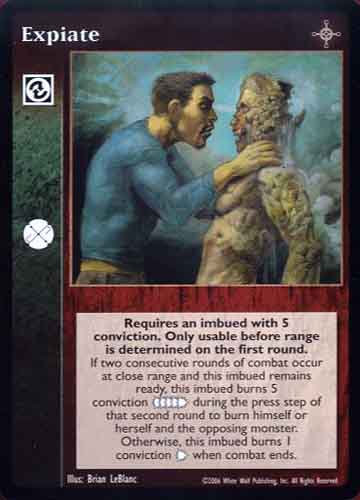 Expiate
Requires an imbued with 5
conviction. Only usable before range
is determined on the first round.
If two consecutive rounds of combat occur
at close range and this imbued remains
ready, this imbued burns 5
conviction during the press step of
that second round to burn himself or
herself and the opposing monster.
Otherwise, this imbued burns 1
conviction when combat ends.
Illus: Brian LeBlanc
©2006 White Wolf Publishing, Inc. All Rights Reserved.